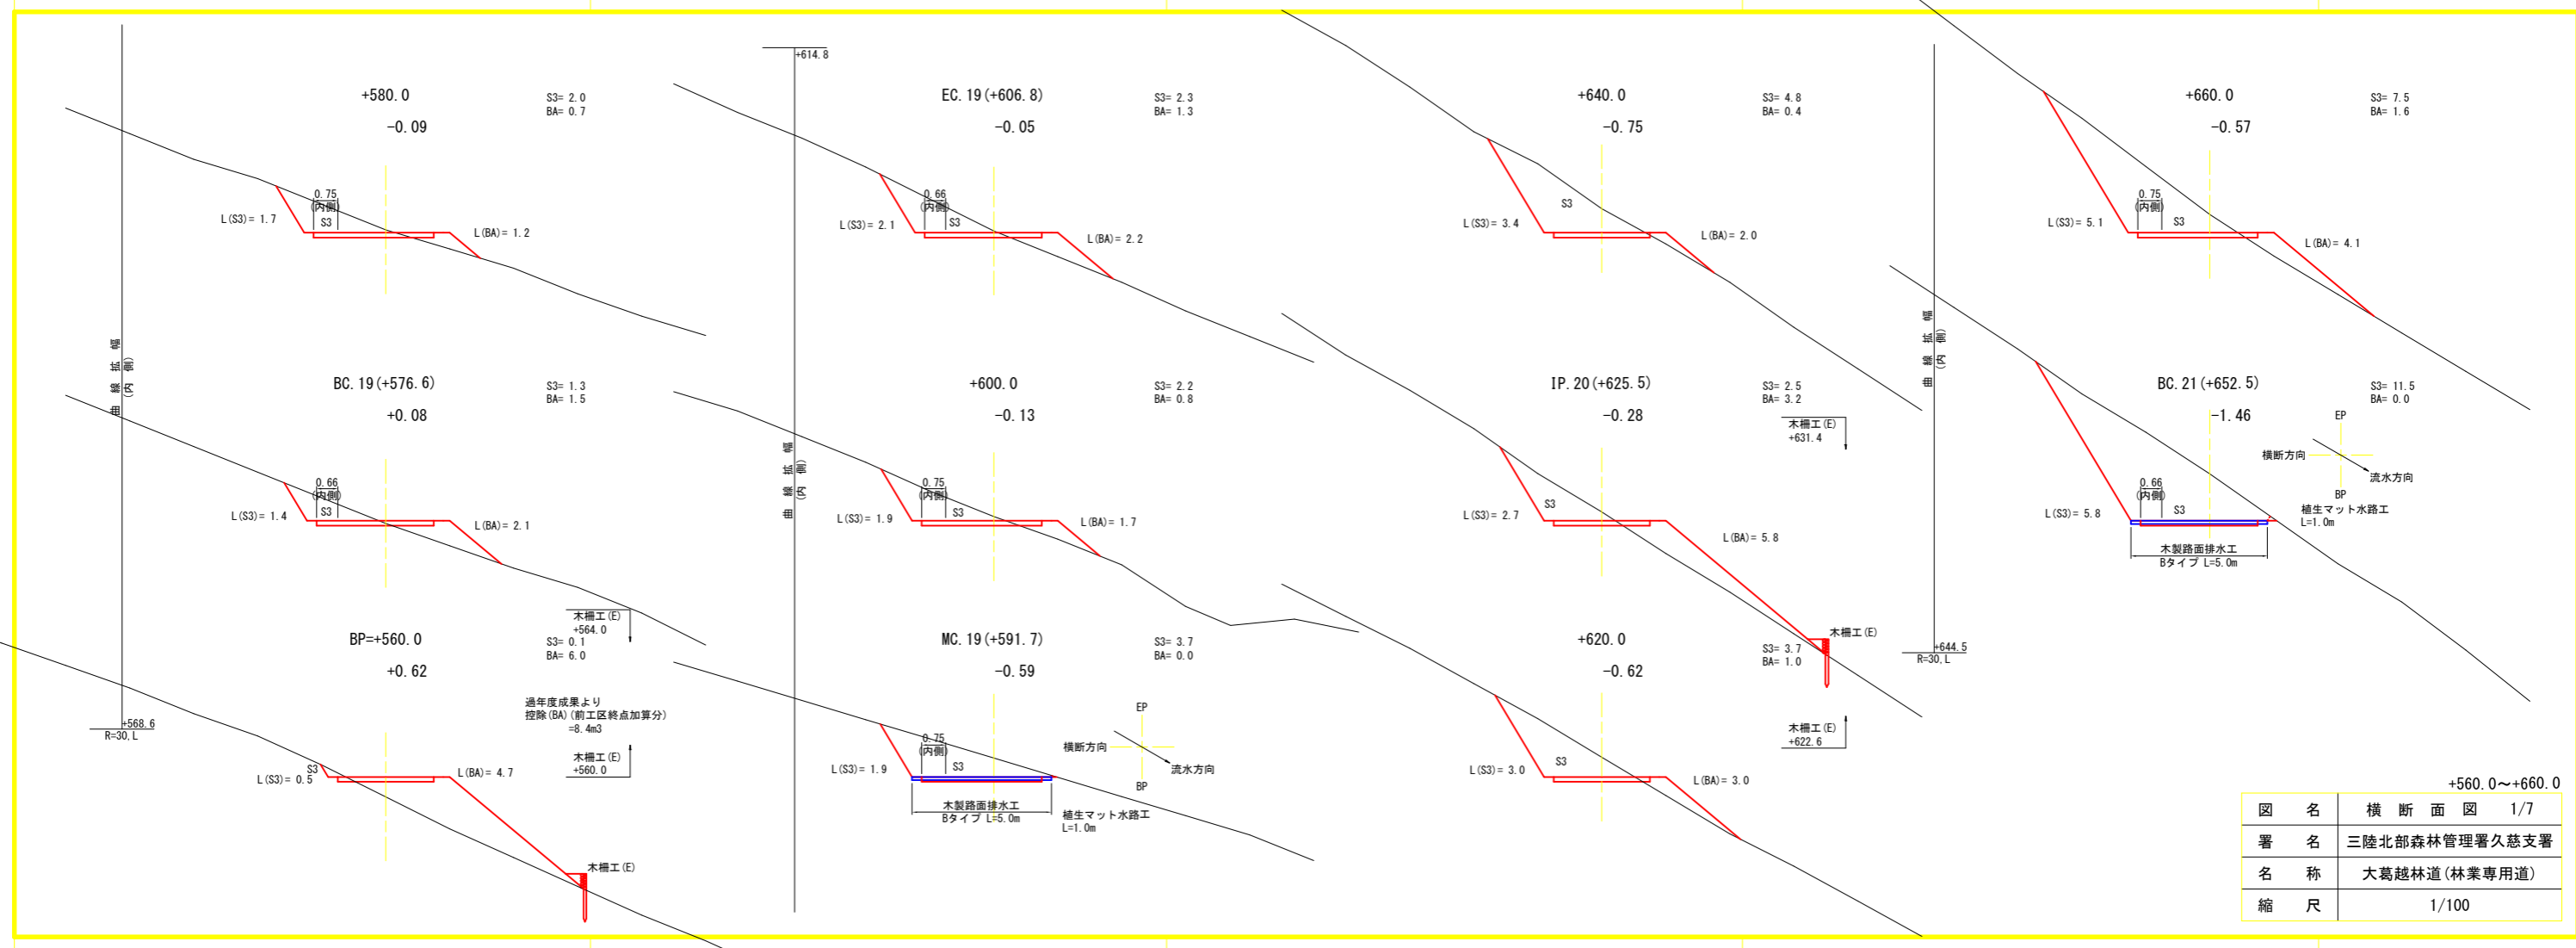 +580.0
-0.09
S3= 2.0
BA= 0.7
0.75
(内側)
S3
L(S3)= 1.7
L(BA)= 1.2
曲線拡幅
(内側)
BC.19(+576.6)
+0.08
S3= 1.3
BA= 1.5
0.66
(内側)
S3
L(S3)= 1.4
L(BA)= 2.1
木柵工(E)
+564.0
BP=+560.0
+0.62
S3= 0.1
BA= 6.0
過年度成果より
控除(BA)(前工区終点加算分)
=8.4m3
木柵工(E)
+560.0
+568.6
R=30,L
S3
L(S3)= 0.5
L(BA)= 4.7
木柵工(E)
+614.8
EC.19(+606.8)
-0.05
S3= 2.3
BA= 1.3
0.66
(内側)
S3
L(S3)= 2.1
L(BA)= 2.2
曲線拡幅
(内側)
+600.0
-0.13
S3= 2.2
BA= 0.8
0.75
(内側)
S3
L(S3)= 1.9
L(BA)= 1.7
MC.19(+591.7)
-0.59
S3= 3.7
BA= 0.0
0.75
(内側)
S3
L(S3)= 1.9
木製路面排水工
Bタイプ L=5.0m
植生マット水路工
L=1.0m
EP
横断方向
流水方向
BP
+640.0
-0.75
S3= 4.8
BA= 0.4
S3
L(S3)= 3.4
L(BA)= 2.0
IP.20(+625.5)
-0.28
S3= 2.5
BA= 3.2
木柵工(E)
+631.4
S3
L(S3)= 2.7
L(BA)= 5.8
木柵工(E)
+620.0
-0.62
S3= 3.7
BA= 1.0
木柵工(E)
+622.6
S3
L(S3)= 3.0
L(BA)= 3.0
+660.0
-0.57
S3= 7.5
BA= 1.6
0.75
(内側)
S3
L(S3)= 5.1
L(BA)= 4.1
曲線拡幅
(内側)
BC.21(+652.5)
-1.46
S3= 11.5
BA= 0.0
EP
横断方向
流水方向
BP
植生マット水路工
L=1.0m
0.66
(内側)
S3
L(S3)= 5.8
木製路面排水工
Bタイプ L=5.0m
+644.5
R=30,L
+560.0～+660.0
図名 横断面図 1/7
署名 三陸北部森林管理署久慈支署
名称 大葛越林道(林業専用道)
縮尺 1/100